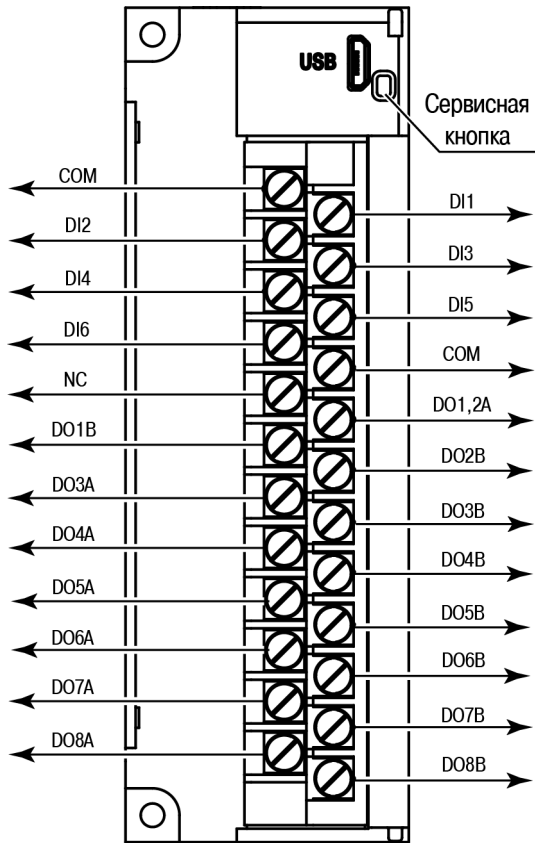 USB
Сервисная
кнопка
COM
DI1
DI2
DI3
DI4
DI5
DI6
COM
NC
DO1,2A
DO1B
DO2B
DO3A
DO3B
DO4A
DO4B
DO5A
DO5B
DO6A
DO6B
DO7A
DO7B
DO8A
DO8B